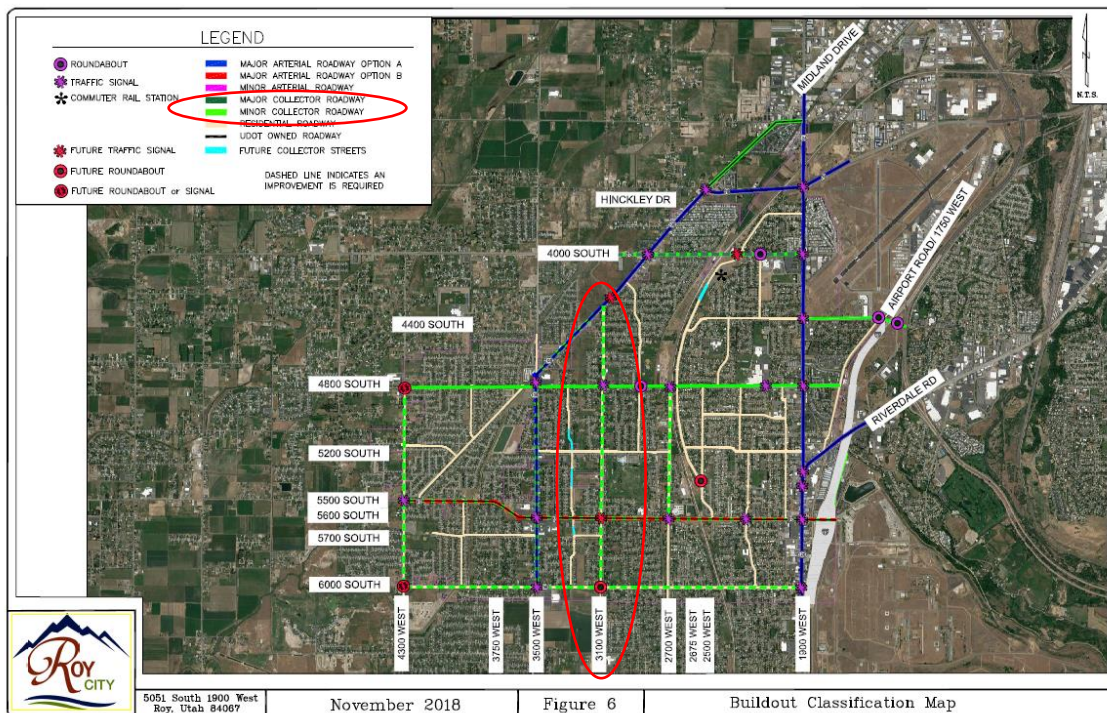 LEGEND
ROUNDABOUT
TRAFFIC SIGNAL
COMMUTER RAIL STATION
FUTURE TRAFFIC SIGNAL
FUTURE ROUNDABOUT
FUTURE ROUNDABOUT or SIGNAL
MAJOR ARTERIAL ROADWAY OPTION A
MAJOR ARTERIAL ROADWAY OPTION B
MINOR ARTERIAL ROADWAY
MAJOR COLLECTOR ROADWAY
MINOR COLLECTOR ROADWAY
RESIDENTIAL ROADWAY
UDOT OWNED ROADWAY
FUTURE COLLECTOR STREETS
DASHED LINE INDICATES AN
IMPROVEMENT IS REQUIRED
N.T.S.
MIDLAND DRIVE
HINCKLEY DR
4000 SOUTH
AIRPORT ROAD/ 1750 WEST
4400 SOUTH
4800 SOUTH
RIVERDALE RD
5200 SOUTH
5500 SOUTH
5600 SOUTH
5700 SOUTH
6000 SOUTH
4300 WEST
3750 WEST
3500 WEST
3100 WEST
2700 WEST
2675 WEST
2500 WEST
1900 WEST
ROY
CITY
5051 South 1900 West
Roy, Utah 84067
November 2018
Figure 6
Buildout Classification Map